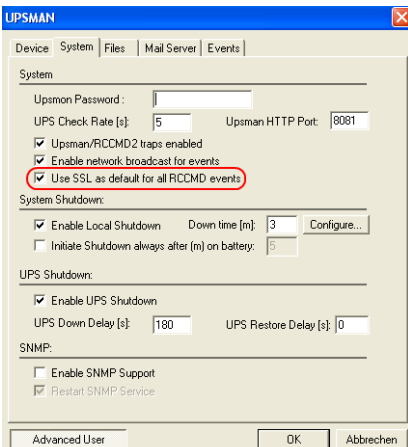 UPSMAN
Device System Files Mail Server Events
System
Upsmon Password :
UPS Check Rate [s]: 5 Upsman HTTP Port: 8081
Upsman/RCCMD2 traps enabled
Enable network broadcast for events
Use SSL as default for all RCCMD events
System Shutdown:
Enable Local Shutdown Down time [m]: 3 Configure...
Initiate Shutdown always after (m) on battery: 5
UPS Shutdown:
Enable UPS Shutdown
UPS Down Delay [s]: 180 UPS Restore Delay [s]: 0
SNMP:
Enable SNMP Support
Restart SNMP Service
Advanced User OK Abbrechen